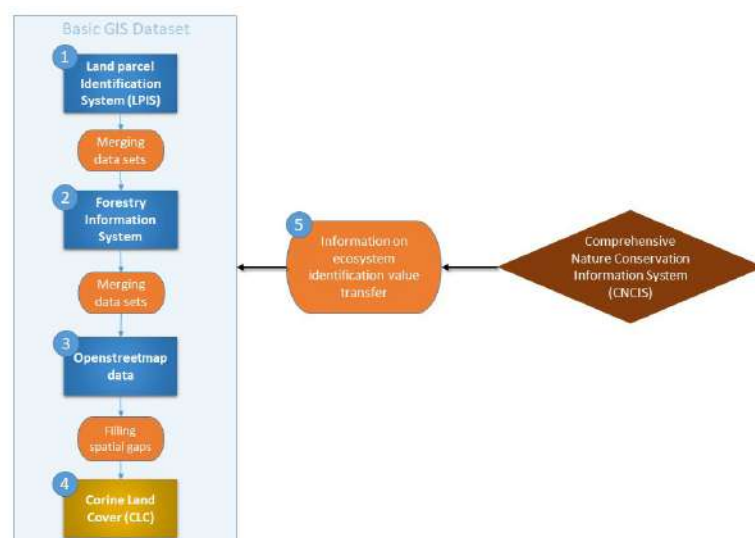 Basic GIS Dataset
1
Land parcel
Identification
System (LPIS)
Merging
data sets
2
Forestry
Information
System
Merging
data sets
3
Openstreetmap
data
Filling
spatial gaps
4
Corine Land
Cover (CLC)
5
Information on
ecosystem
identification value
transfer
Comprehensive
Nature Conservation
Information System
(CNCIS)